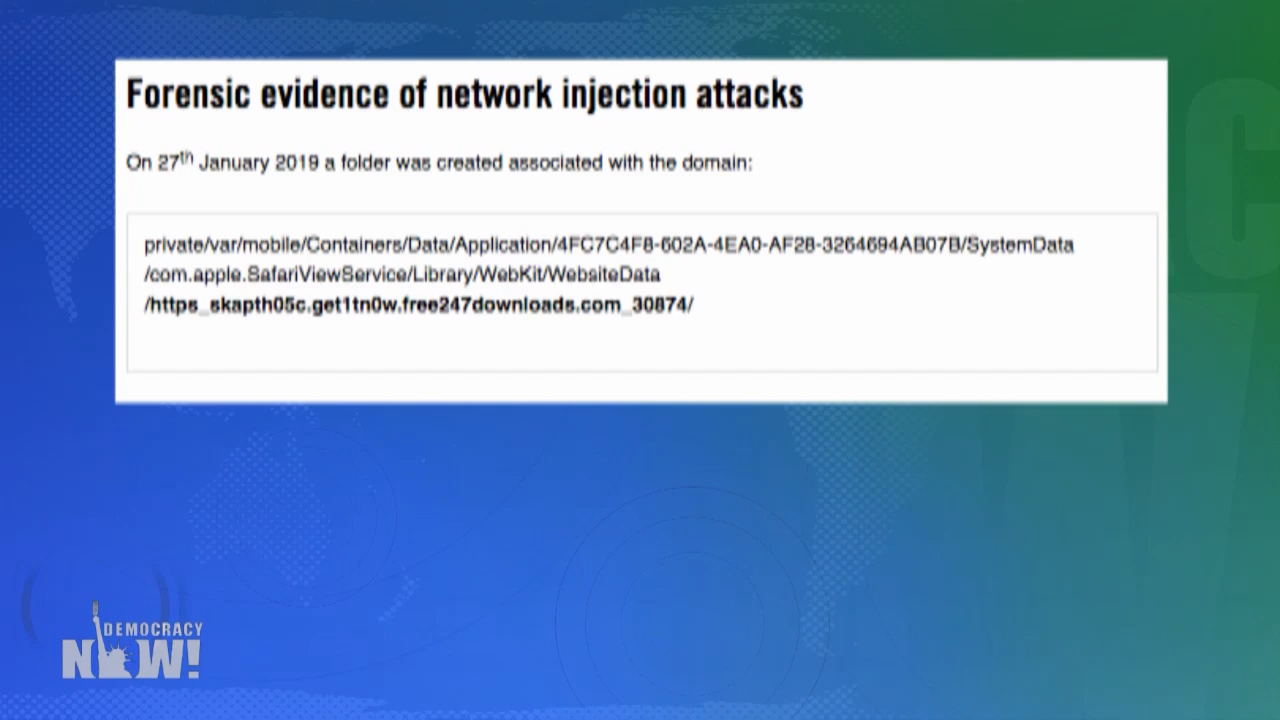 Forensic evidence of network injection attacks
On 27th January 2019 a folder was created associated with the domain:
private/var/mobile/Containers/Data/Application/4FC7C4F8-602A-4EA0-AF28-3264694AB07B/SystemData
/com.apple.SafariViewService/Library/WebKit/WebsiteData
/https_skapth05c.get1tn0w.free247downloads.com_30874/
DEMOCRACY
NOW!